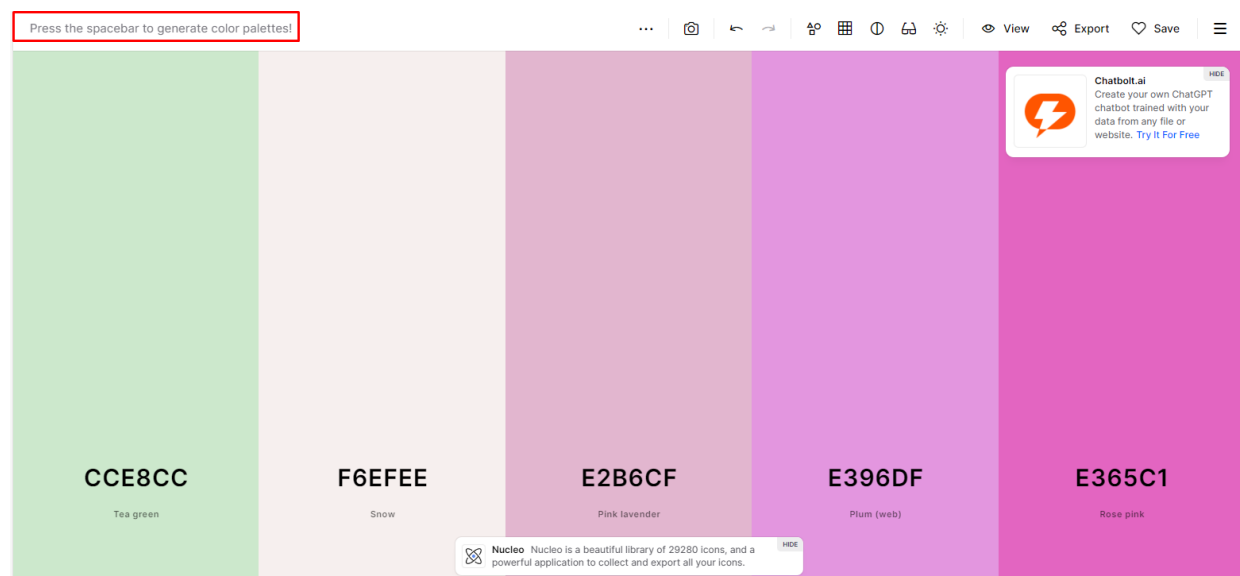 Press the spacebar to generate color palettes!
View
Export
Save
HIDE
Chatbolt.ai
Create your own ChatGPT
chatbot trained with your
data from any file or
website. Try It For Free
CCE8CC
F6EFEE
E2B6CF
E396DF
E365C1
Tea green
Snow
Pink lavender
Plum (web)
Rose pink
Nucleo Nucleo is a beautiful library of 29280 icons, and a
powerful application to collect and export all your icons.
HIDE